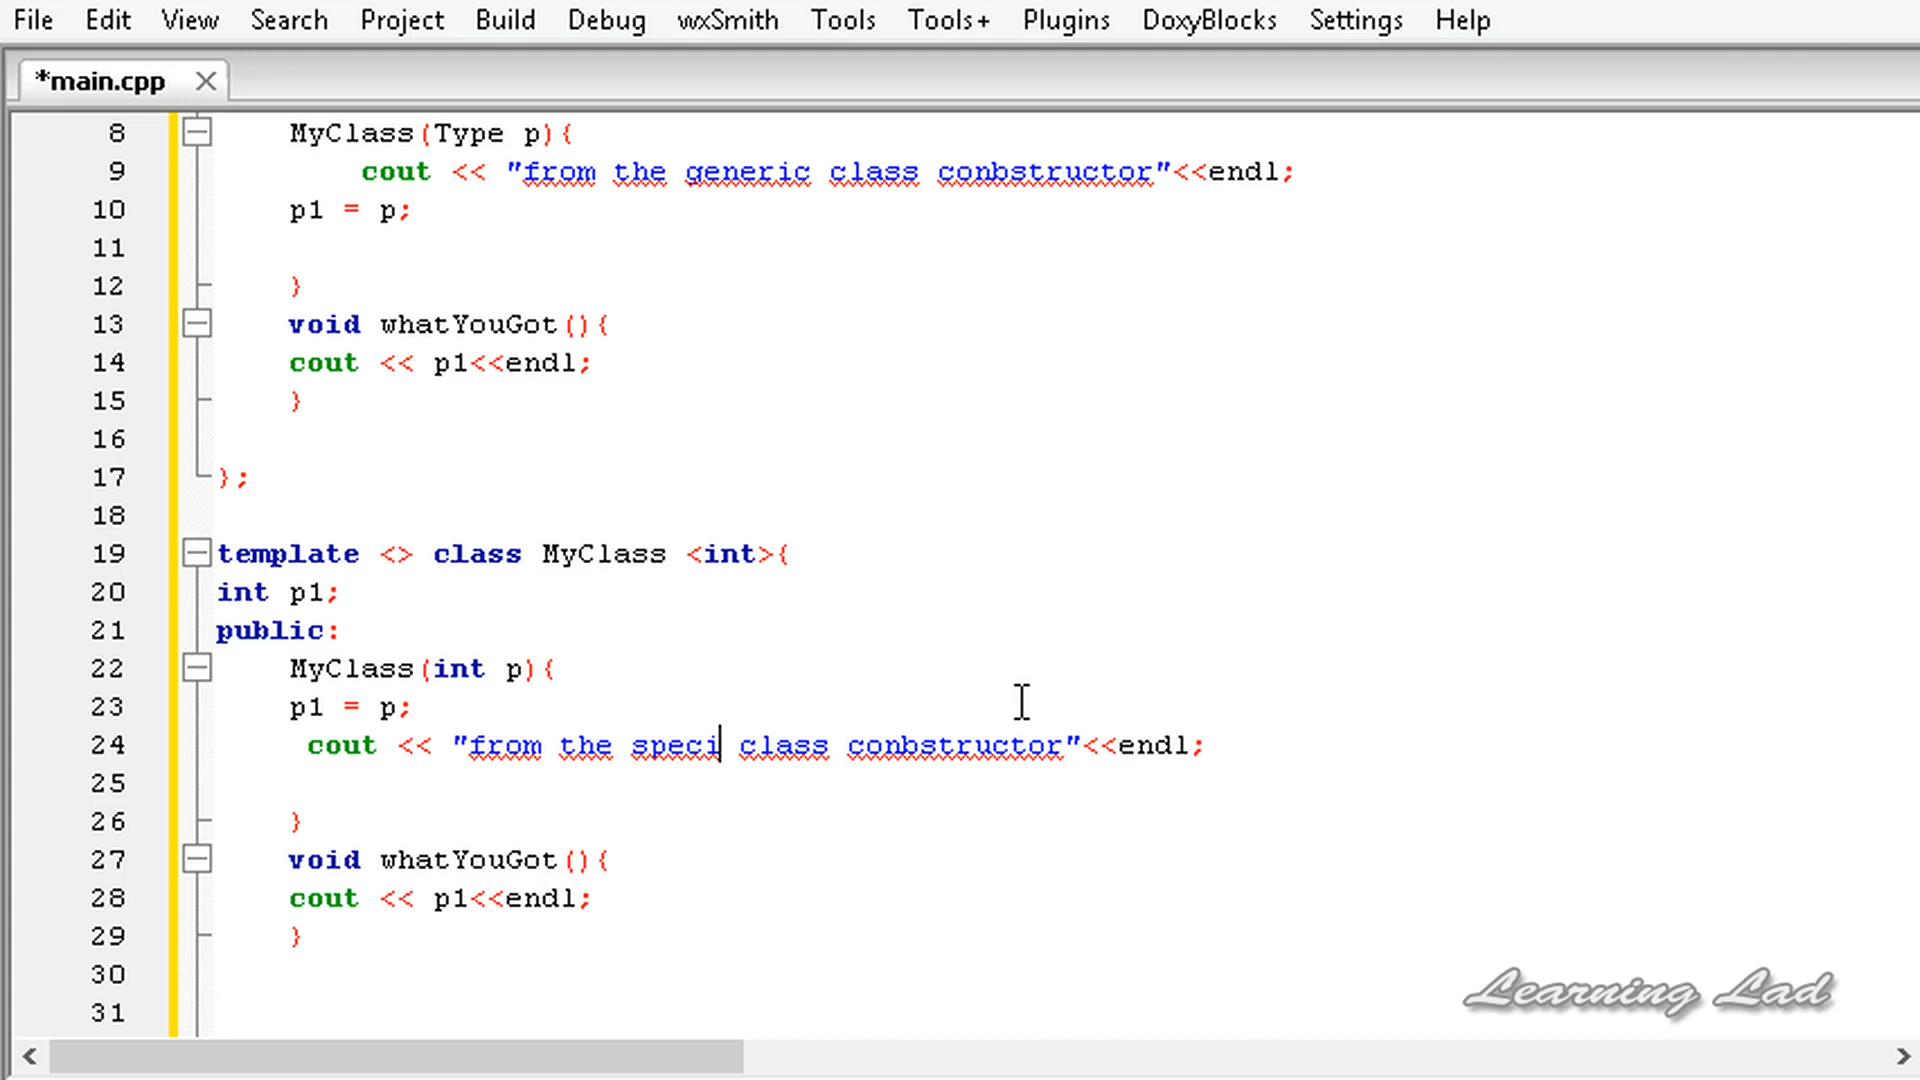 File Edit View Search Project Build Debug wxSmith Tools Tools+ Plugins DoxyBlocks Settings Help
*main.cpp
8 MyClass(Type p){
9 cout << "from the generic class conbstructor"<<endl;
10 p1 = p;
11
12 }
13 void whatYouGot(){
14 cout << p1<<endl;
15 }
16
17 };
18
19 template <> class MyClass <int>{
20 int p1;
21 public:
22 MyClass(int p){
23 p1 = p;
24 cout << "from the speci class conbstructor"<<endl;
25
26 }
27 void whatYouGot(){
28 cout << p1<<endl;
29 }
30
31
Learning Lad